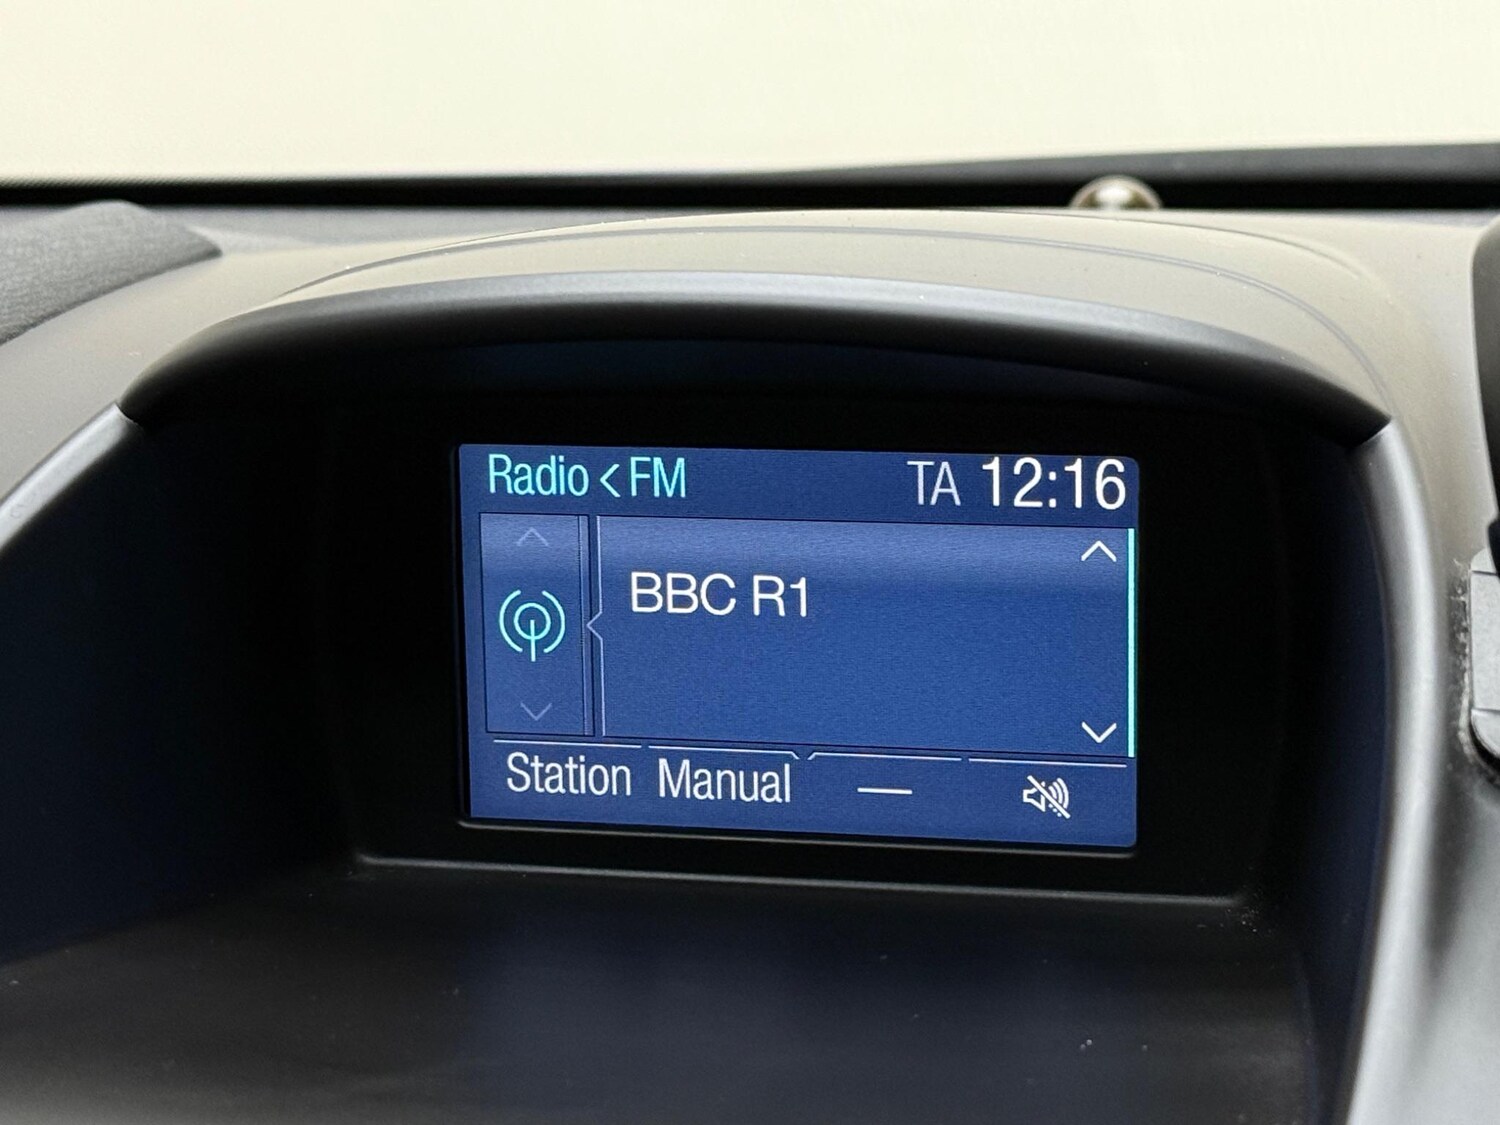 Radio < FM TA 12:16
BBC R1
Station Manual —